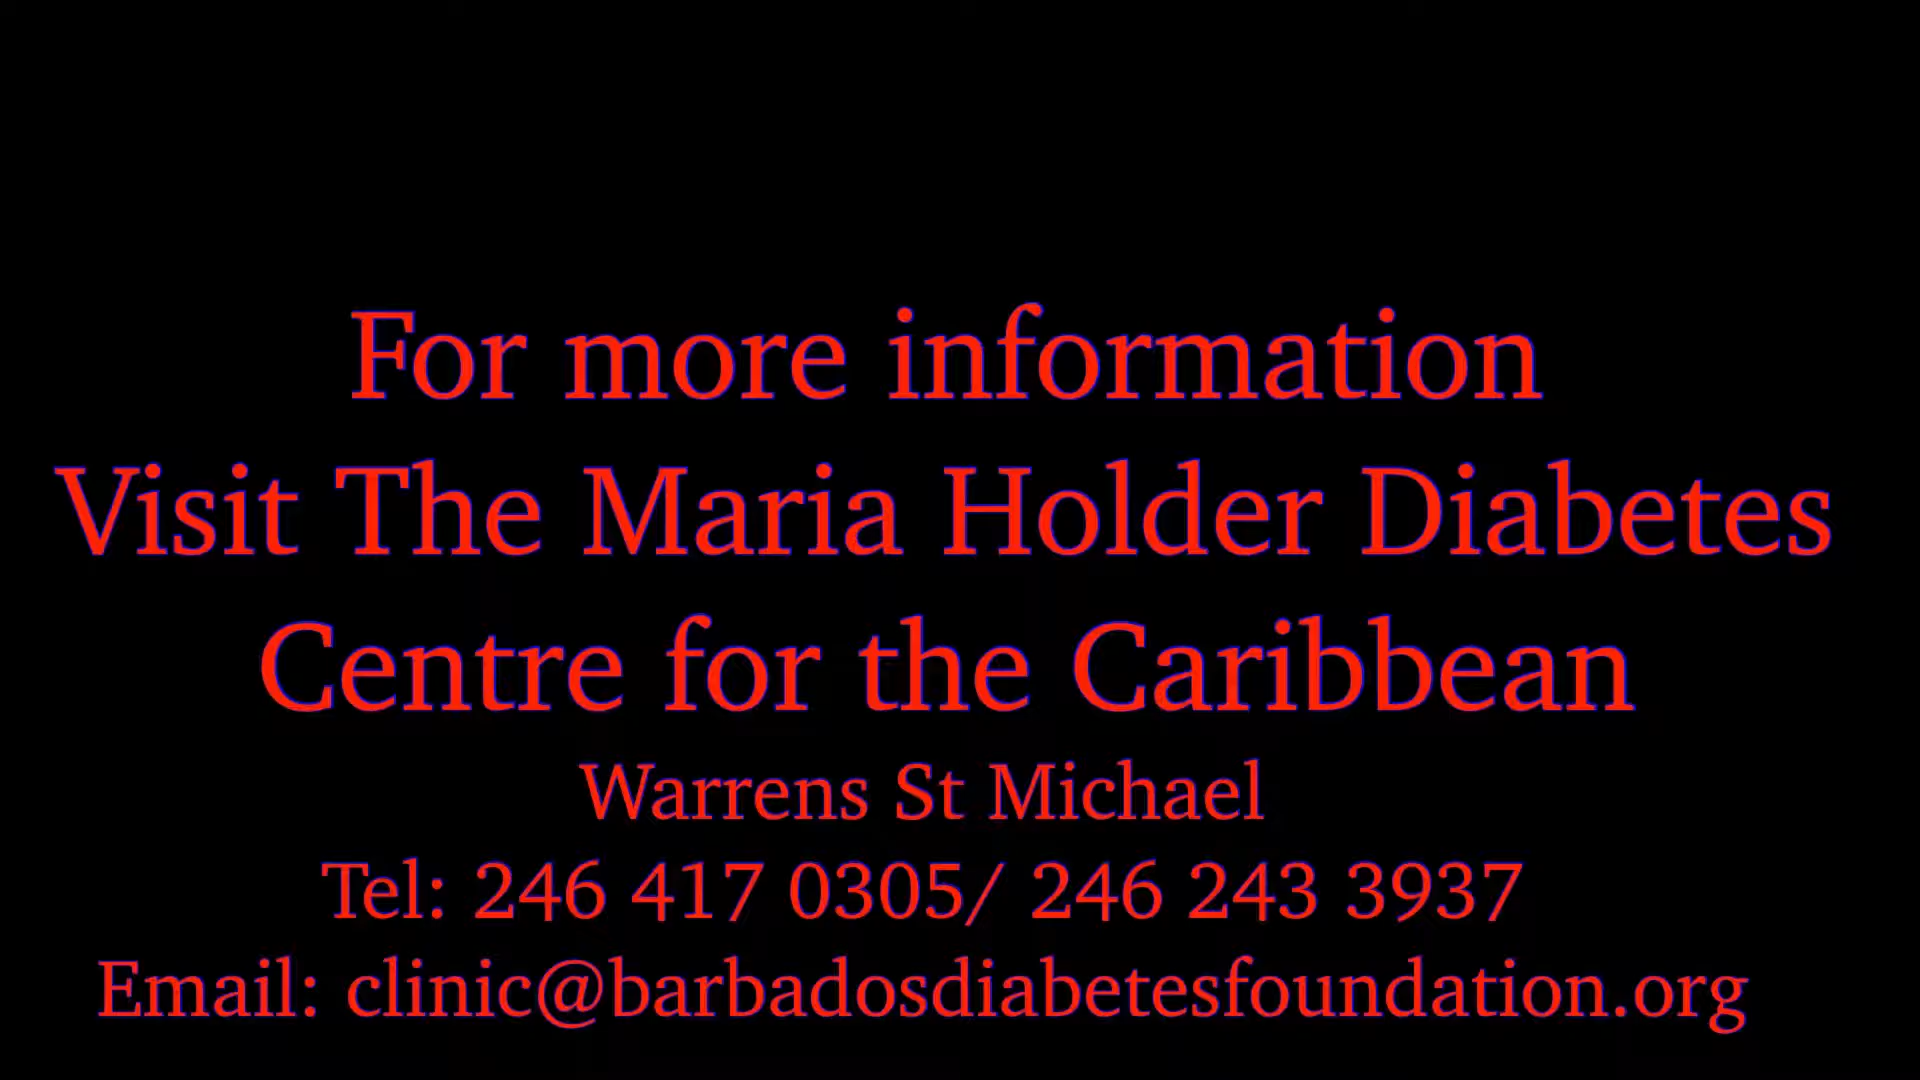 For more information
Visit The Maria Holder Diabetes
Centre for the Caribbean
Warrens St Michael
Tel: 246 417 0305/ 246 243 3937
Email: clinic@barbadosdiabetesfoundation.org